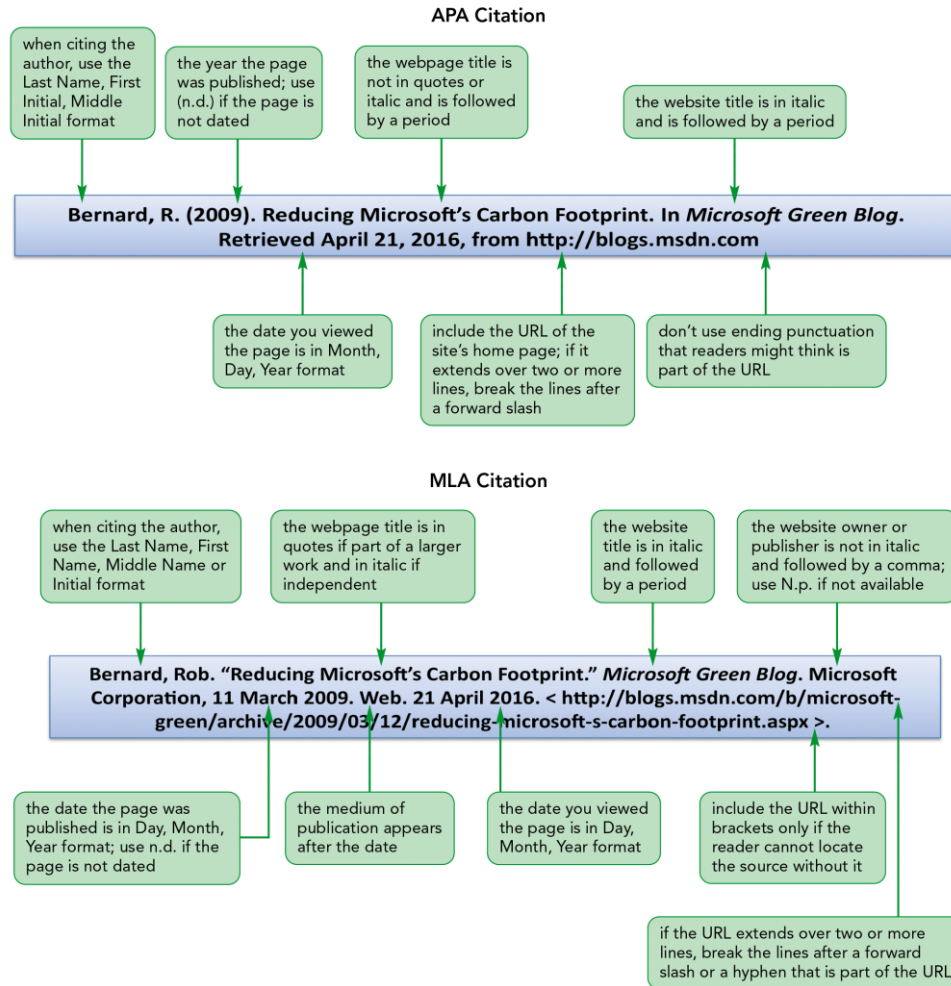 APA Citation
when citing the
author, use the
Last Name, First
Initial, Middle
Initial format
the year the page
was published; use
(n.d.) if the page is
not dated
the webpage title is
not in quotes or
italic and is followed
by a period
the website title is in italic
and is followed by a period
Bernard, R. (2009). Reducing Microsoft’s Carbon Footprint. In Microsoft Green Blog.
Retrieved April 21, 2016, from http://blogs.msdn.com
the date you viewed
the page is in Month,
Day, Year format
include the URL of the
site’s home page; if it
extends over two or more
lines, break the lines after
a forward slash
don’t use ending punctuation
that readers might think is
part of the URL
MLA Citation
when citing the author,
use the Last Name, First
Name, Middle Name or
Initial format
the webpage title is in
quotes if part of a larger
work and in italic if
independent
the website
title is in italic
and followed
by a period
the website owner or
publisher is not in italic
and followed by a comma;
use N.p. if not available
Bernard, Rob. “Reducing Microsoft’s Carbon Footprint.” Microsoft Green Blog. Microsoft
Corporation, 11 March 2009. Web. 21 April 2016. < http://blogs.msdn.com/b/microsoft-
green/archive/2009/03/12/reducing-microsoft-s-carbon-footprint.aspx >.
the date the page was
published is in Day, Month,
Year format; use n.d. if the
page is not dated
the medium of
publication appears
after the date
the date you viewed
the page is in Day,
Month, Year format
include the URL within
brackets only if the
reader cannot locate
the source without it
if the URL extends over two or more
lines, break the lines after a forward
slash or a hyphen that is part of the URL